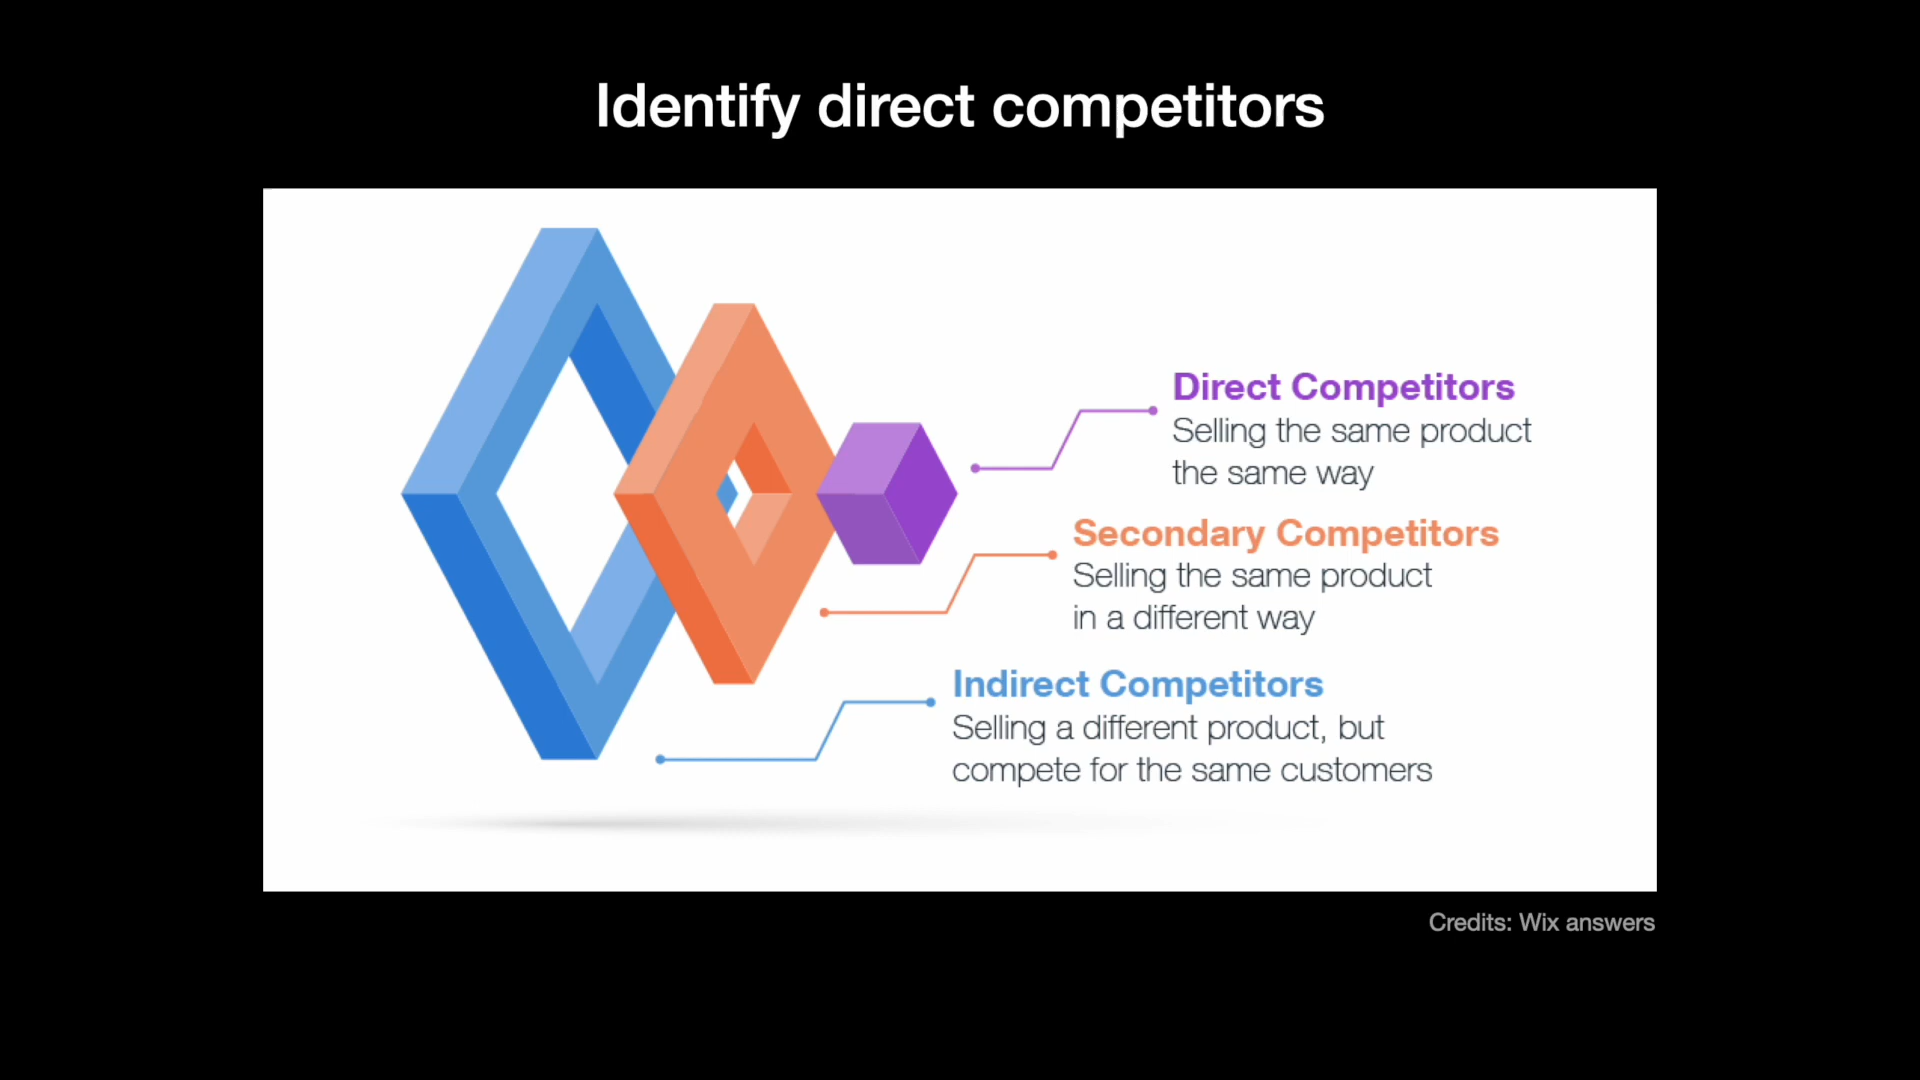 Identify direct competitors
Direct Competitors
Selling the same product
the same way
Secondary Competitors
Selling the same product
in a different way
Indirect Competitors
Selling a different product, but
compete for the same customers
Credits: Wix answers